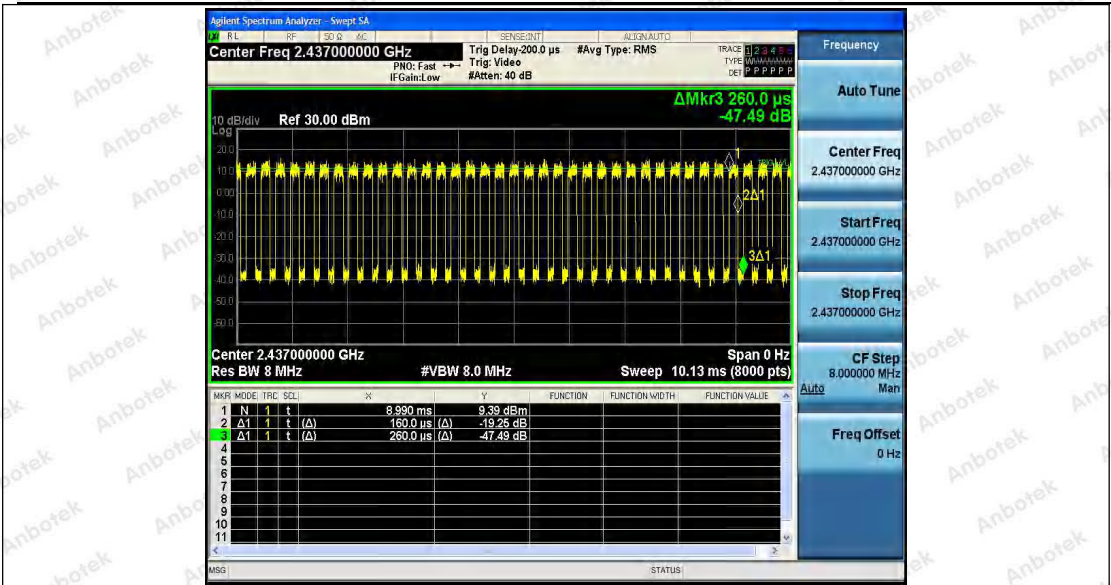 Agilent Spectrum Analyzer - Swept SA
RL RF 50 Ω AC SENSE:INT ALIGNAUTO
Center Freq 2.437000000 GHz
PNO: Fast
IFGain:Low
Trig Delay-200.0 µs
Trig: Video
#Atten: 40 dB
#Avg Type: RMS
TRACE 1 2 3 4 5 6
TYPE
DET P P P P P P
ΔMkr3 260.0 µs
-47.49 dB
10 dB/div Ref 30.00 dBm
Log
20.0
10.0
0.00
-10.0
-20.0
-30.0
-40.0
-50.0
-60.0
1
2Δ1
3Δ1
Center 2.437000000 GHz Span 0 Hz
Res BW 8 MHz #VBW 8.0 MHz Sweep 10.13 ms (8000 pts)
MKR MODE TRC SCL X Y FUNCTION FUNCTION WIDTH FUNCTION VALUE
1 N 1 t 8.990 ms 9.39 dBm
2 Δ1 1 t (Δ) 160.0 µs (Δ) -19.25 dB
3 Δ1 1 t (Δ) 260.0 µs (Δ) -47.49 dB
4
5
6
7
8
9
10
11
MSG STATUS
Frequency
Auto Tune
Center Freq
2.437000000 GHz
Start Freq
2.437000000 GHz
Stop Freq
2.437000000 GHz
CF Step
8.000000 MHz
Auto Man
Freq Offset
0 Hz
Anbotek